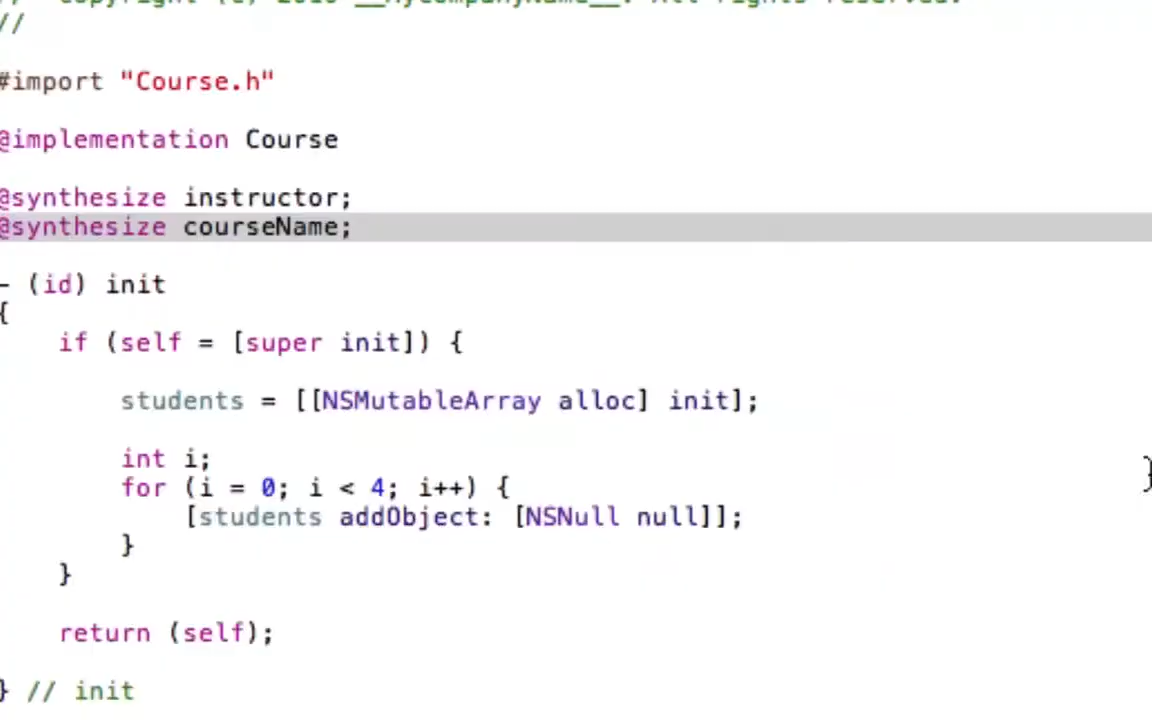 //
#import "Course.h"
@implementation Course
@synthesize instructor;
@synthesize courseName;
- (id) init
{
if (self = [super init]) {
students = [[NSMutableArray alloc] init];
int i;
for (i = 0; i < 4; i++) {
[students addObject: [NSNull null]];
}
}
return (self);
} // init